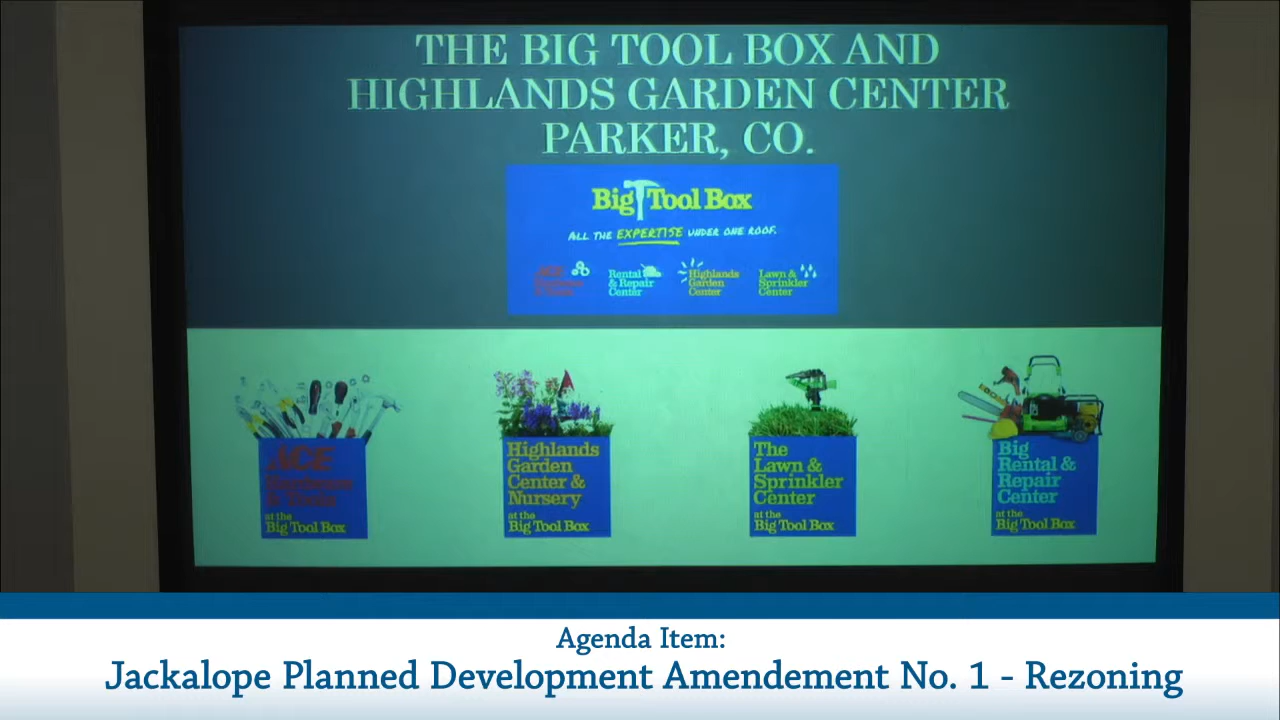 THE BIG TOOL BOX AND
HIGHLANDS GARDEN CENTER
PARKER, CO.
Big Tool Box
ALL THE EXPERTISE UNDER ONE ROOF.
ACE
Rental
& Repair
Center
Highlands
Garden
Center
Lawn &
Sprinkler
Center
ACE
Hardware
at the
Big Tool Box
Highlands
Garden
Center &
Nursery
at the
Big Tool Box
The
Lawn &
Sprinkler
Center
at the
Big Tool Box
Big
Rental &
Repair
Center
at the
Big Tool Box
Agenda Item:
Jackalope Planned Development Amendement No. 1 - Rezoning